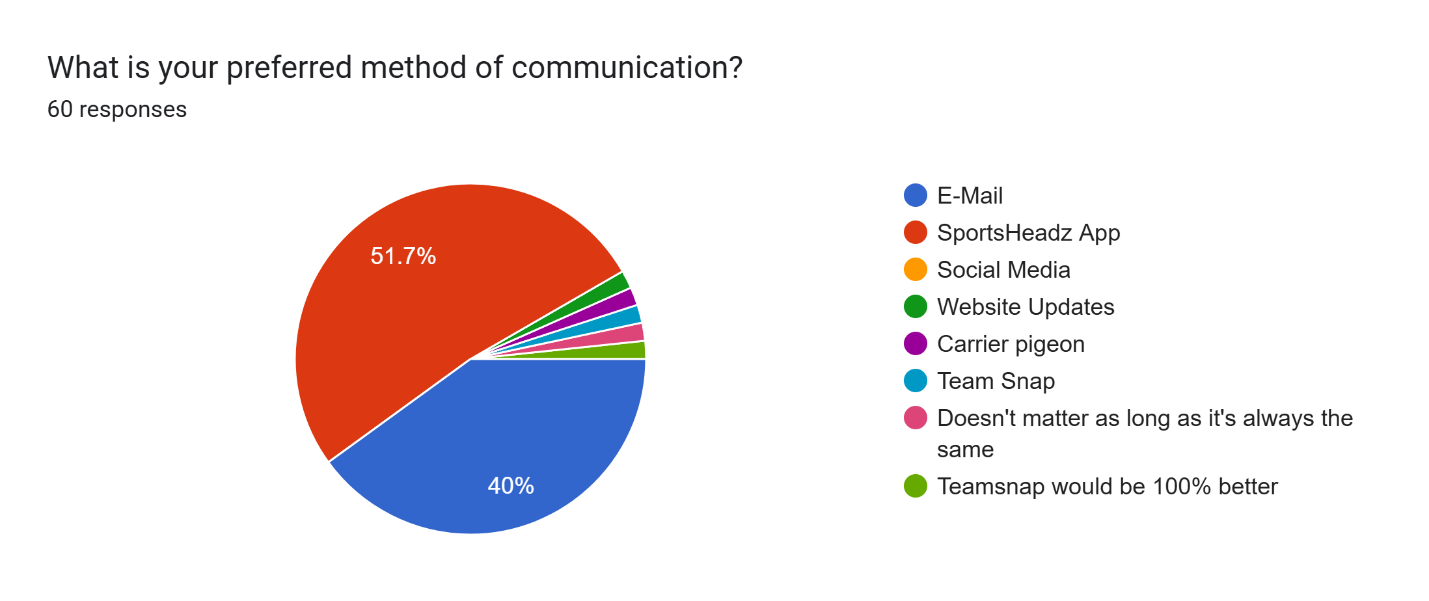 What is your preferred method of communication?
60 responses
51.7%
40%
E-Mail
SportsHeadz App
Social Media
Website Updates
Carrier pigeon
Team Snap
Doesn't matter as long as it's always the
same
Teamsnap would be 100% better